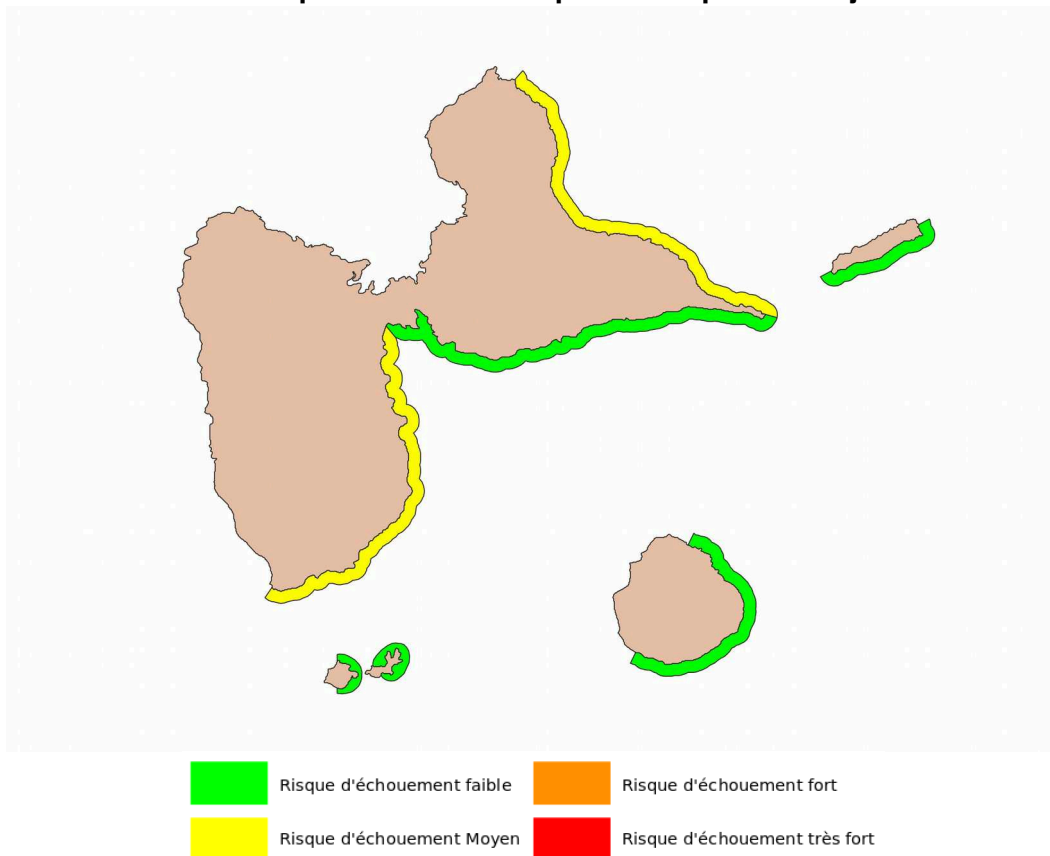 Risque d'échouement faible
Risque d'échouement fort
Risque d'échouement Moyen
Risque d'échouement très fort